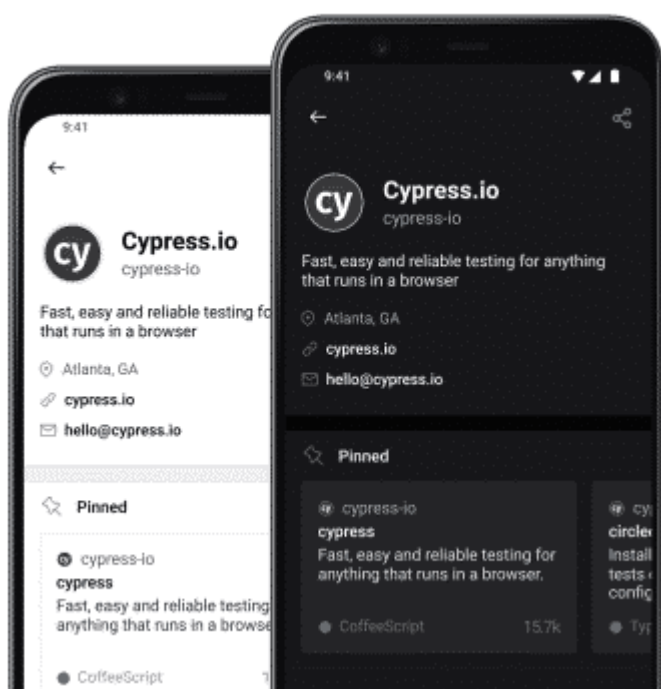 9:41
cy
Cypress.io
cypress-io
Fast, easy and reliable testing fo
that runs in a browser
Atlanta, GA
cypress.io
hello@cypress.io
Pinned
cypress-io
cypress
Fast, easy and reliable testing
anything that runs in a browse
CoffeeScript
9:41
cy
Cypress.io
cypress-io
Fast, easy and reliable testing for anything
that runs in a browser
Atlanta, GA
cypress.io
hello@cypress.io
Pinned
cypress-io
cypress
Fast, easy and reliable testing for
anything that runs in a browser.
CoffeeScript 15.7k
cy
circle
Install
tests
config
Typ